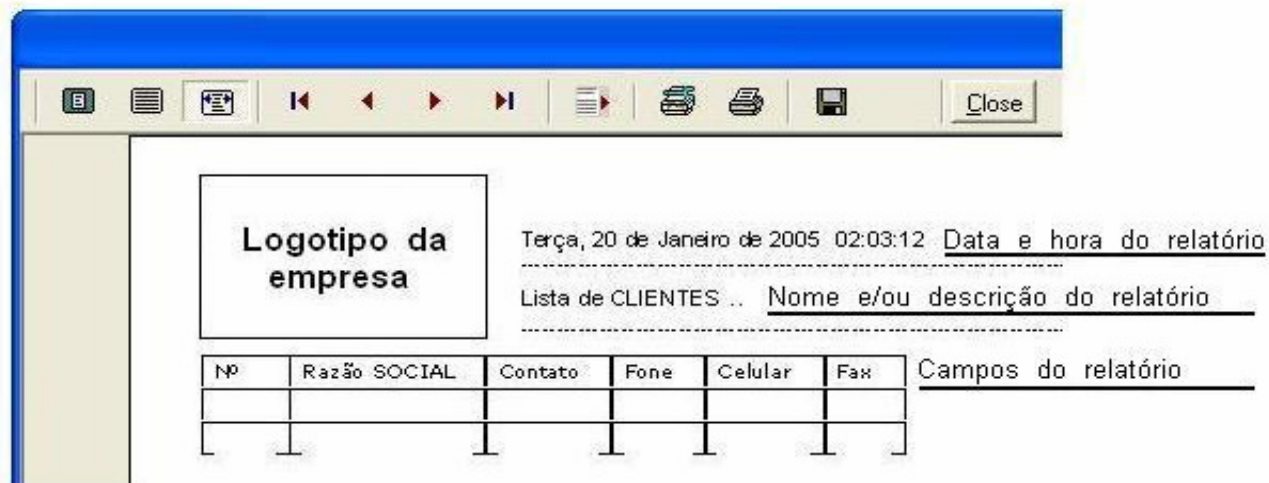 Close
Logotipo da
empresa
Terça, 20 de Janeiro de 2005 02:03:12 Data e hora do relatório
Lista de CLIENTES .. Nome e/ou descrição do relatório
Nº Razão SOCIAL Contato Fone Celular Fax Campos do relatório